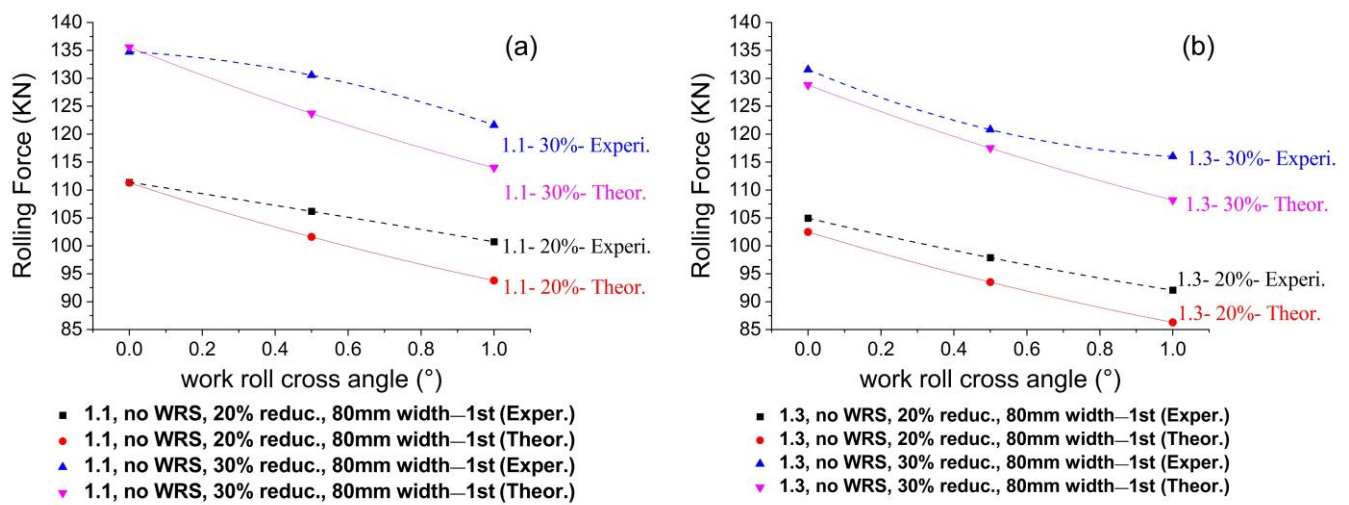 (a)
Rolling Force (KN)
140
135
130
125
120
115
110
105
100
95
90
85
1.1- 30%- Experi.
1.1- 30%- Theor.
1.1- 20%- Experi.
1.1- 20%- Theor.
0.0 0.2 0.4 0.6 0.8 1.0
work roll cross angle (°)
1.1, no WRS, 20% reduc., 80mm width—1st (Exper.)
1.1, no WRS, 20% reduc., 80mm width—1st (Theor.)
1.1, no WRS, 30% reduc., 80mm width—1st (Exper.)
1.1, no WRS, 30% reduc., 80mm width—1st (Theor.)
(b)
Rolling Force (KN)
140
135
130
125
120
115
110
105
100
95
90
85
1.3- 30%- Experi.
1.3- 30%- Theor.
1.3- 20%- Experi.
1.3- 20%- Theor.
0.0 0.2 0.4 0.6 0.8 1.0
work roll cross angle (°)
1.3, no WRS, 20% reduc., 80mm width—1st (Exper.)
1.3, no WRS, 20% reduc., 80mm width—1st (Theor.)
1.3, no WRS, 30% reduc., 80mm width—1st (Exper.)
1.3, no WRS, 30% reduc., 80mm width—1st (Theor.)